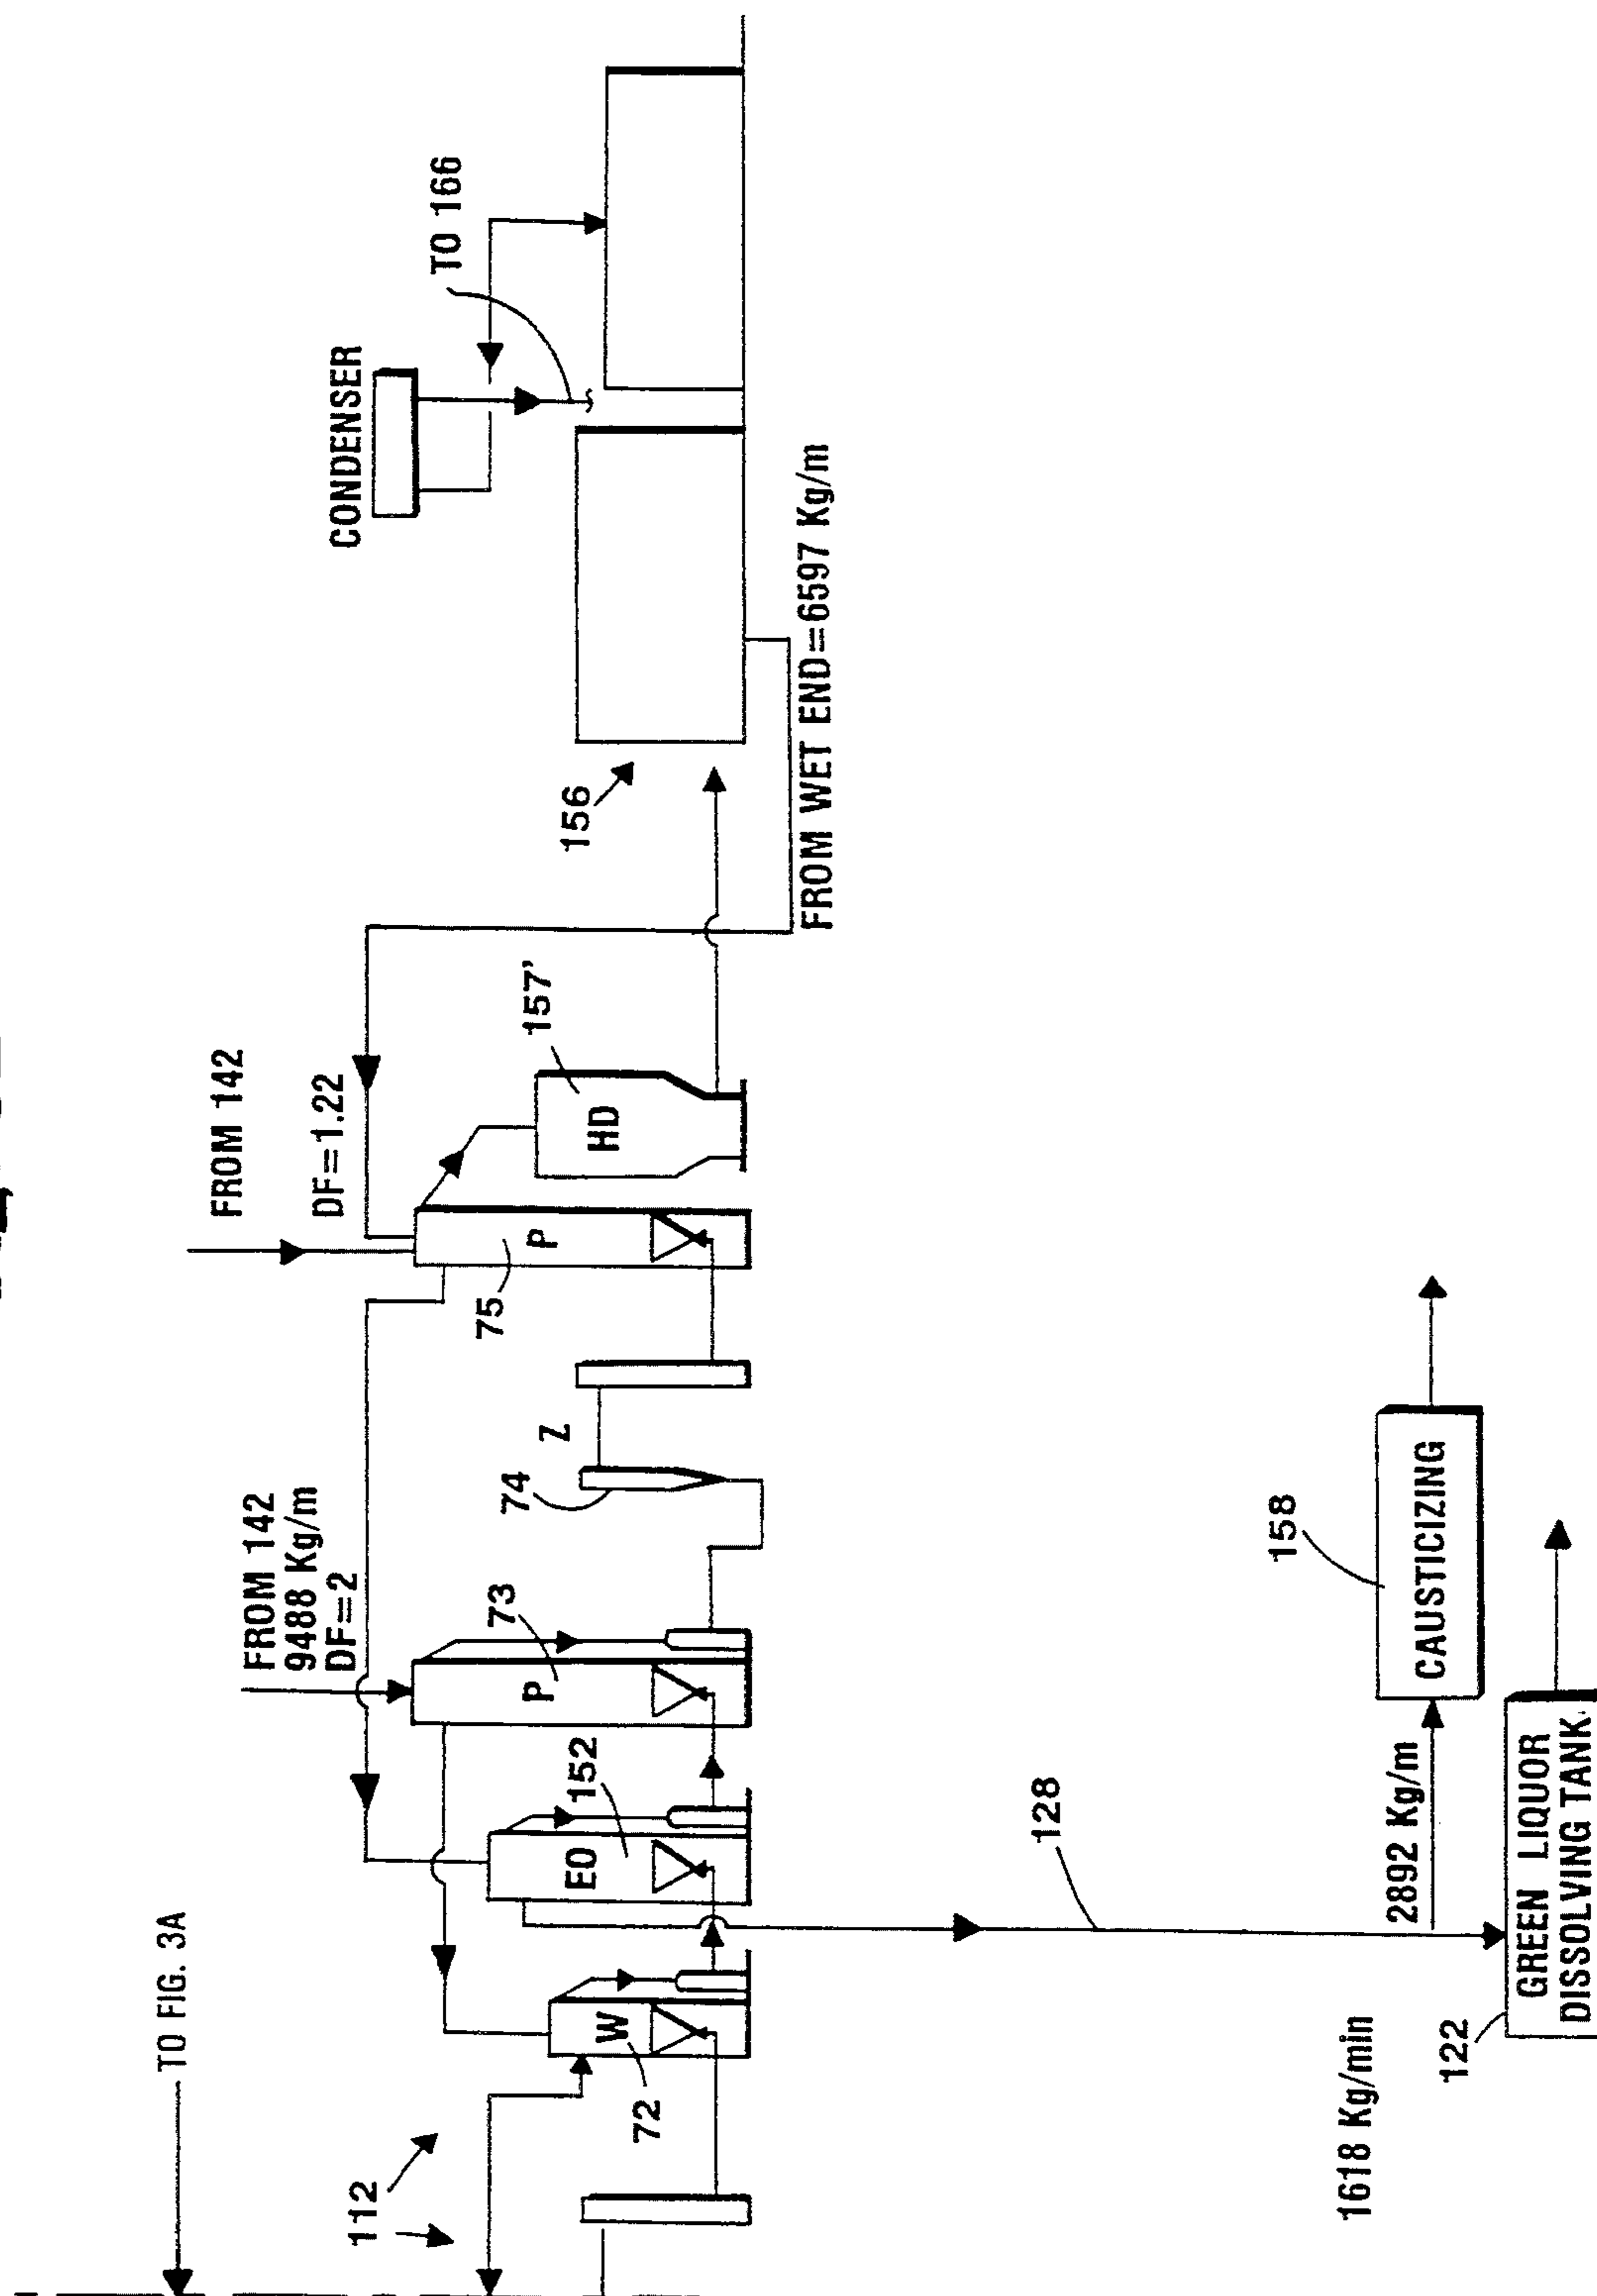 TO FIG. 3A
112
72
W
EO
152
FROM 142
9488 Kg/m
DF=2
P
73
74
Z
75
P
FROM 142
DF=1.22
HD
157'
156
FROM WET END=6597 Kg/m
CONDENSER
TO 166
128
1618 Kg/min
2892 Kg/m
158
CAUSTICIZING
122
GREEN LIQUOR
DISSOLVING TANK